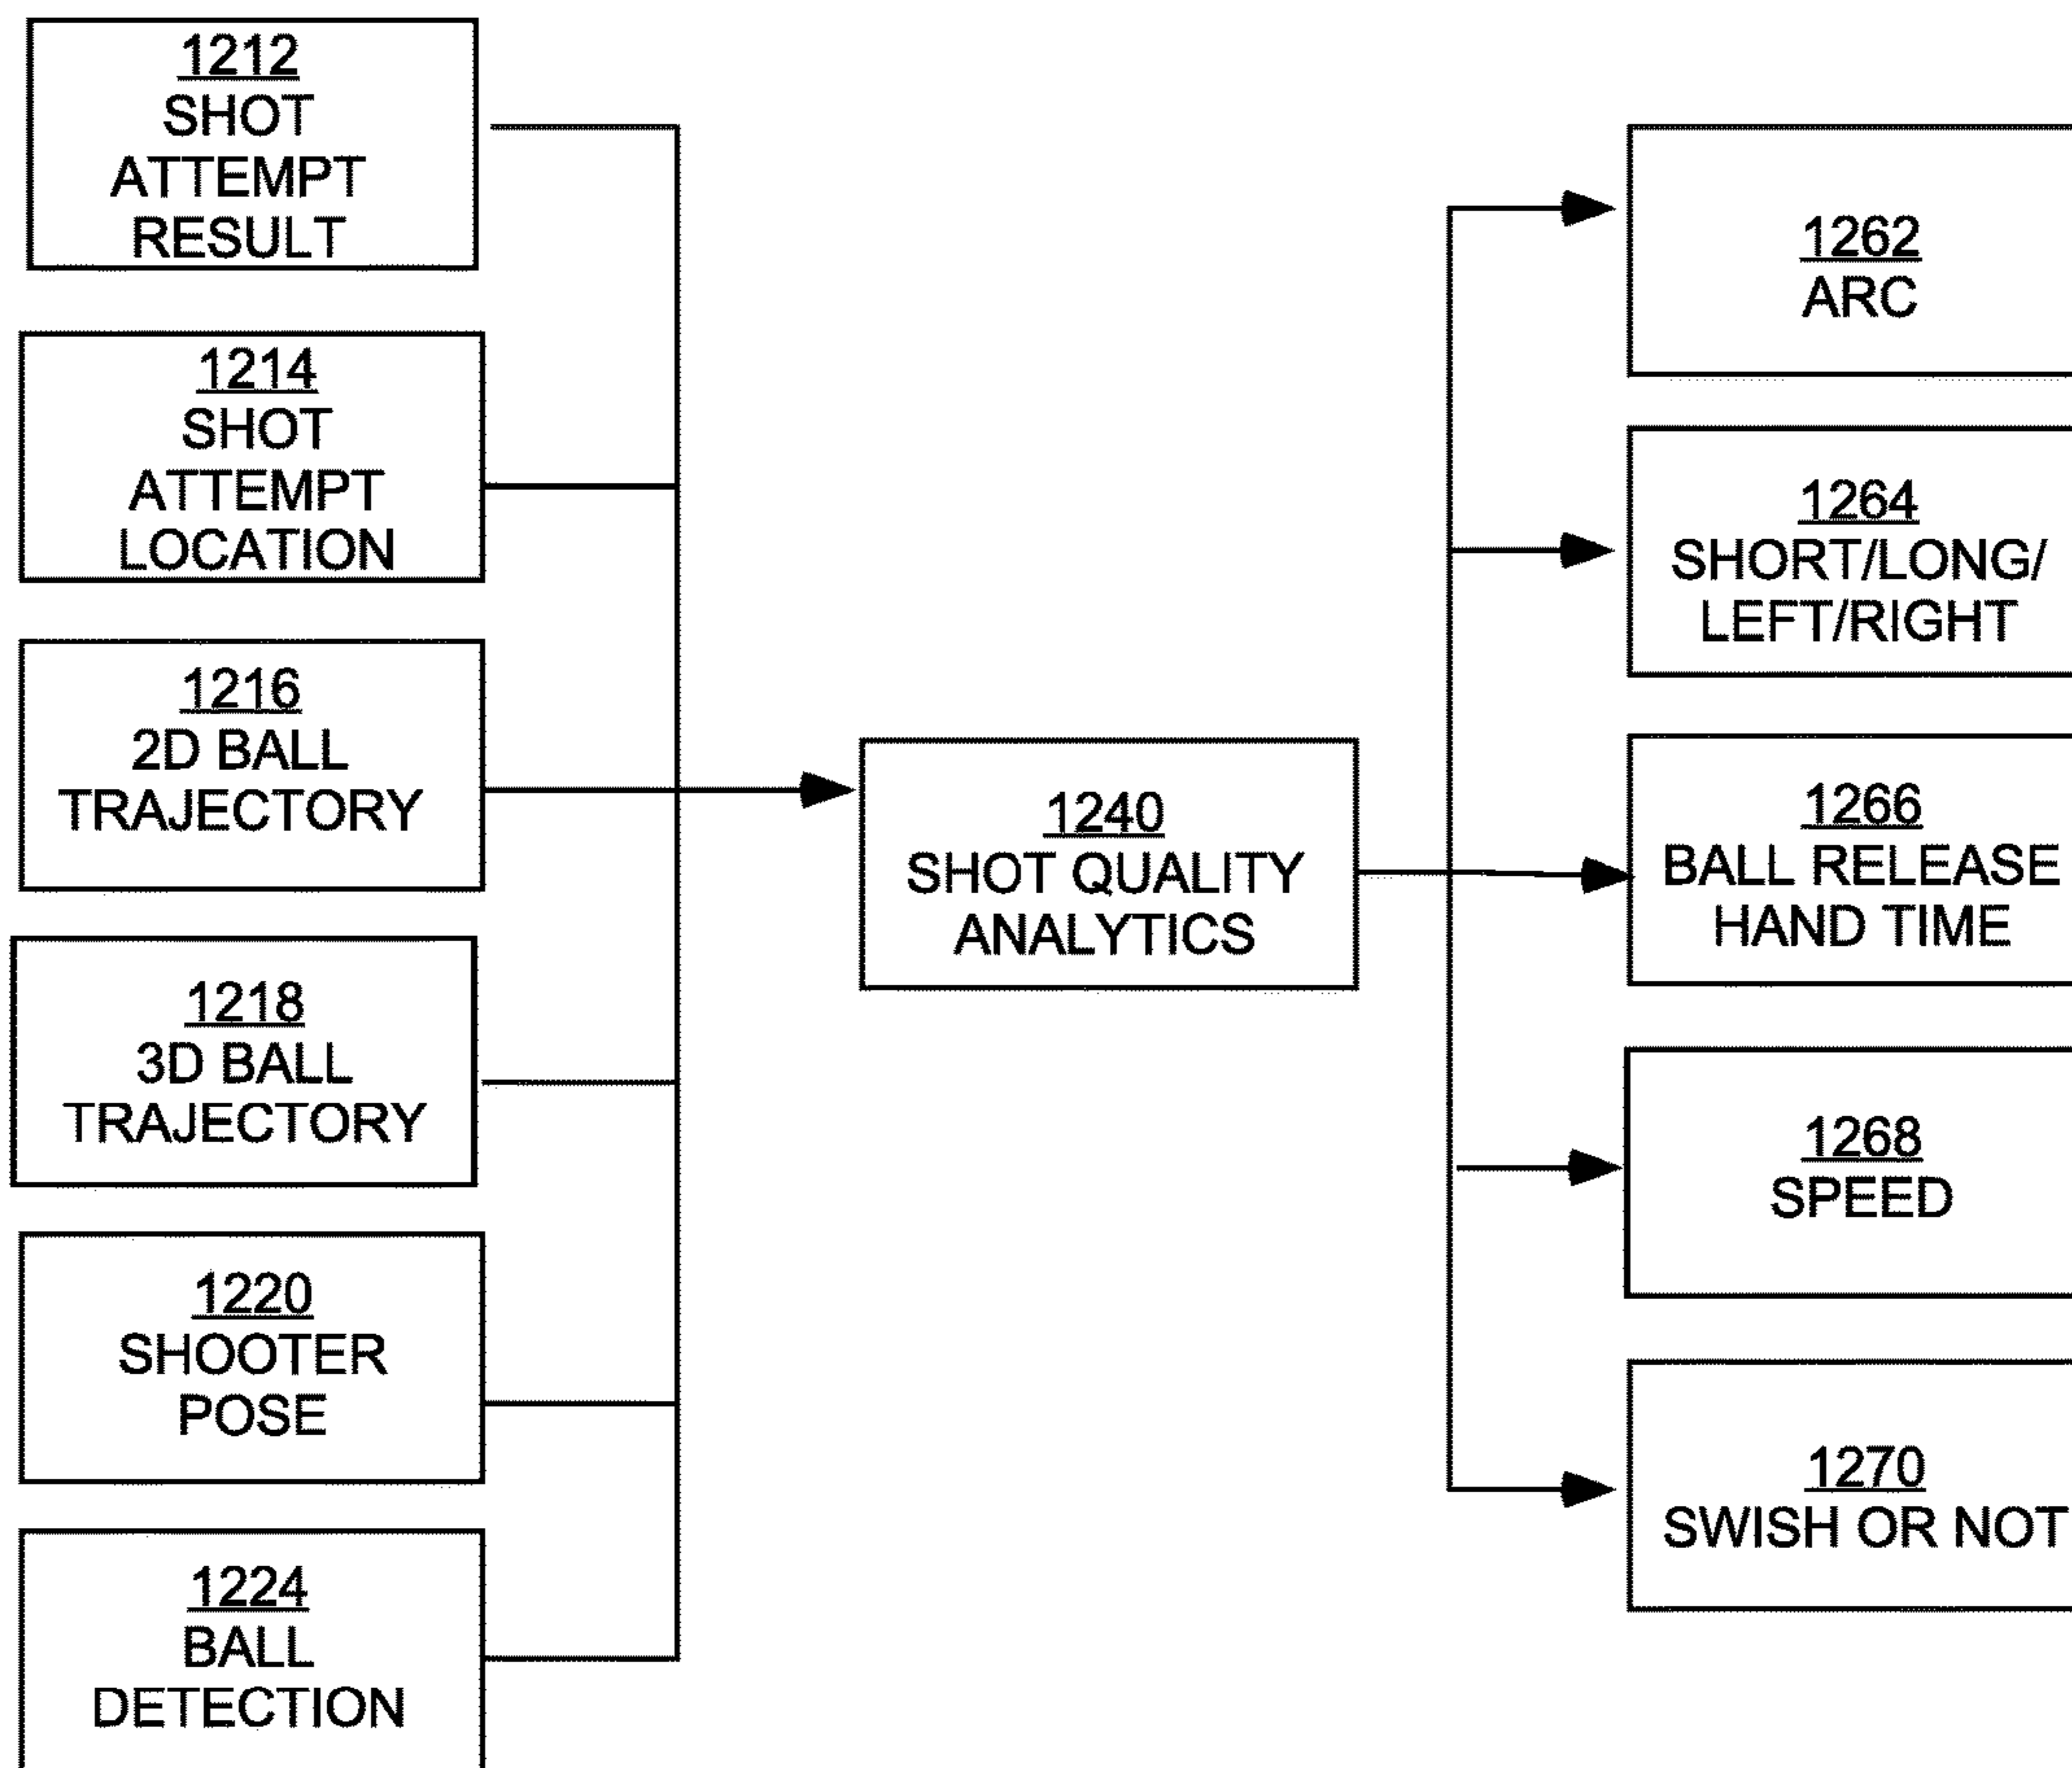 1212
SHOT
ATTEMPT
RESULT
1214
SHOT
ATTEMPT
LOCATION
1216
2D BALL
TRAJECTORY
1218
3D BALL
TRAJECTORY
1220
SHOOTER
POSE
1224
BALL
DETECTION
1240
SHOT QUALITY
ANALYTICS
1262
ARC
1264
SHORT/LONG/
LEFT/RIGHT
1266
BALL RELEASE
HAND TIME
1268
SPEED
1270
SWISH OR NOT